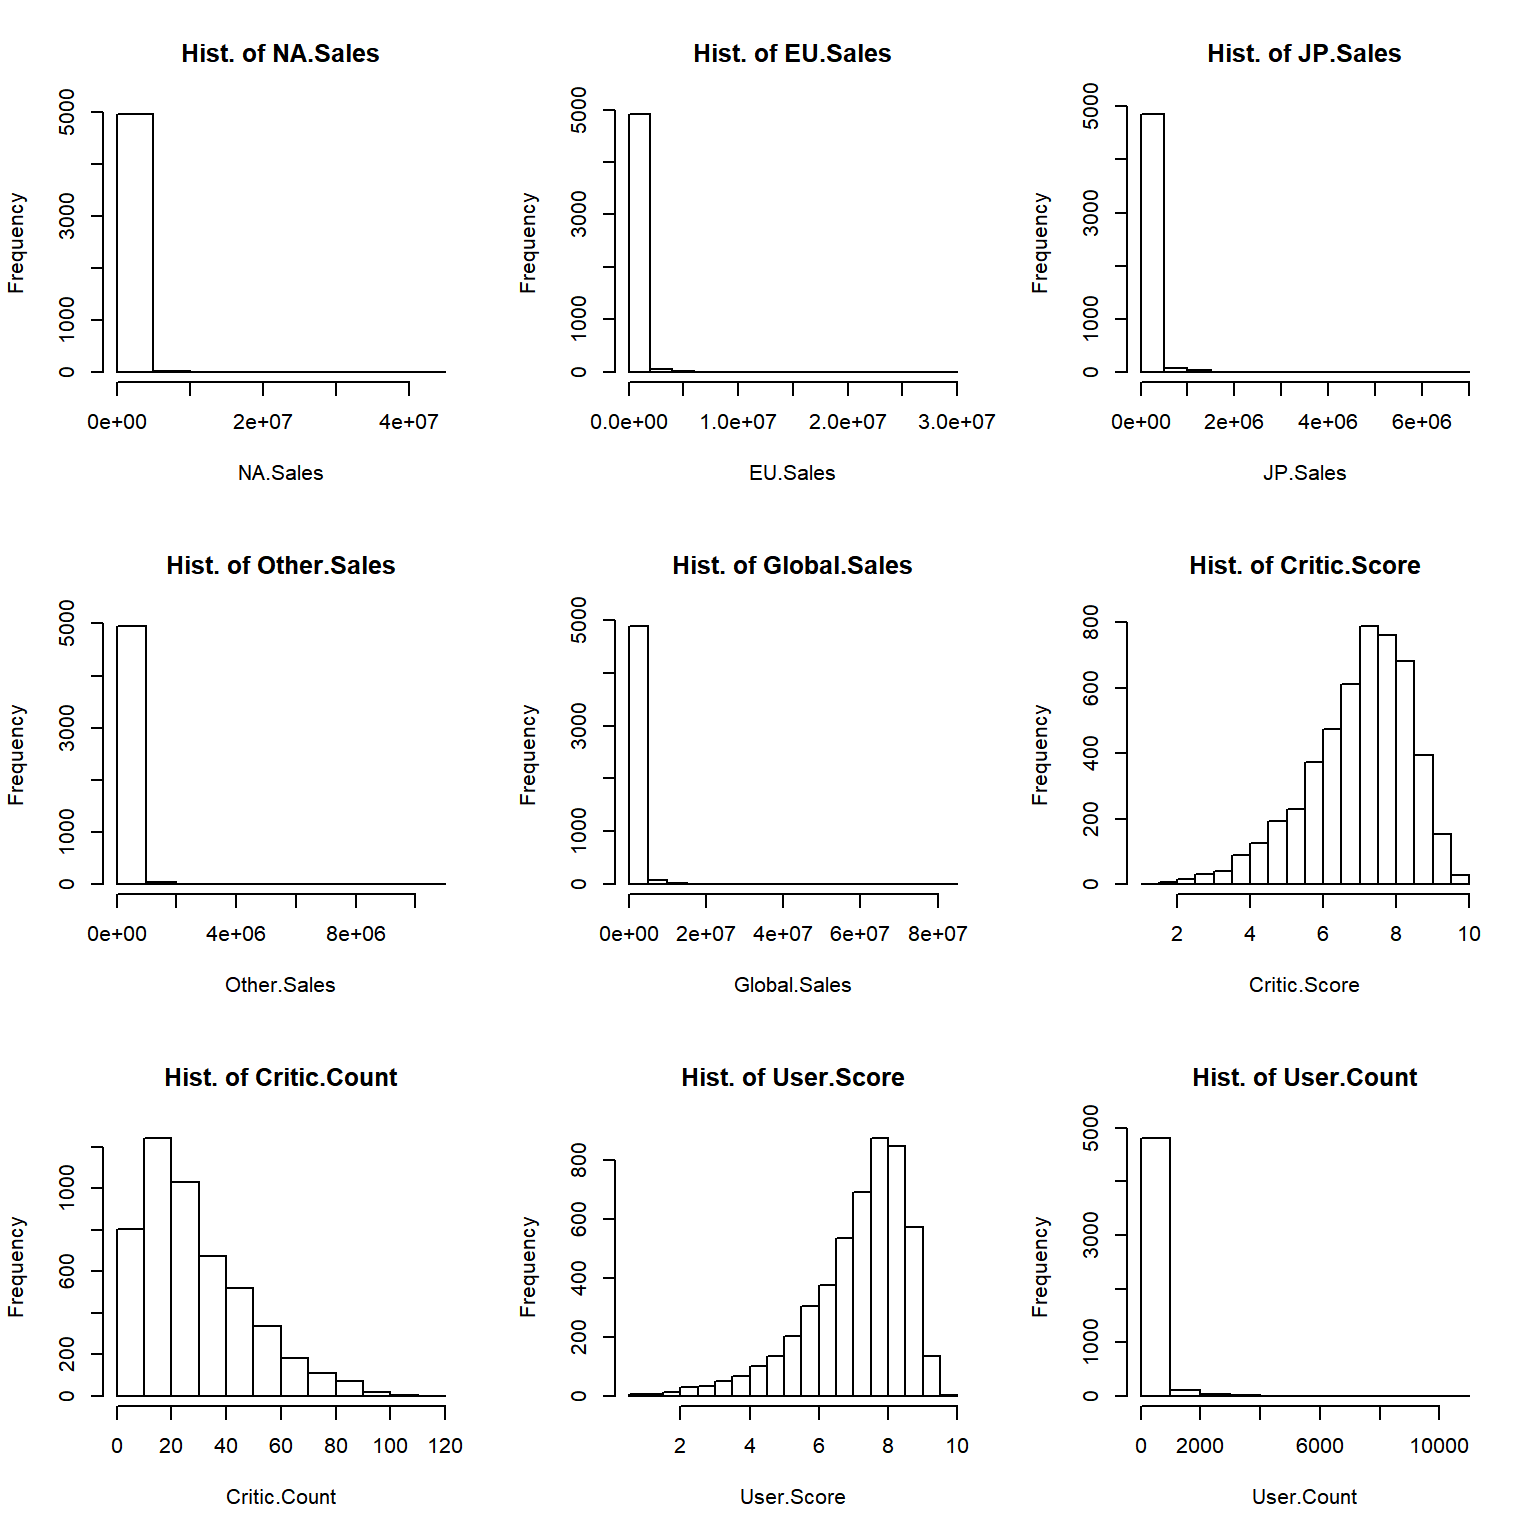 Hist. of NA.Sales
Frequency
0 1000 3000 5000
0e+00 2e+07 4e+07
NA.Sales
Hist. of EU.Sales
Frequency
0 1000 3000 5000
0.0e+00 1.0e+07 2.0e+07 3.0e+07
EU.Sales
Hist. of JP.Sales
Frequency
0 1000 3000 5000
0e+00 2e+06 4e+06 6e+06
JP.Sales
Hist. of Other.Sales
Frequency
0 1000 3000 5000
0e+00 4e+06 8e+06
Other.Sales
Hist. of Global.Sales
Frequency
0 1000 3000 5000
0e+00 2e+07 4e+07 6e+07 8e+07
Global.Sales
Hist. of Critic.Score
Frequency
0 200 400 600 800
2 4 6 8 10
Critic.Score
Hist. of Critic.Count
Frequency
0 200 600 1000
0 20 40 60 80 100 120
Critic.Count
Hist. of User.Score
Frequency
0 200 400 600 800
2 4 6 8 10
User.Score
Hist. of User.Count
Frequency
0 1000 3000 5000
0 2000 6000 10000
User.Count